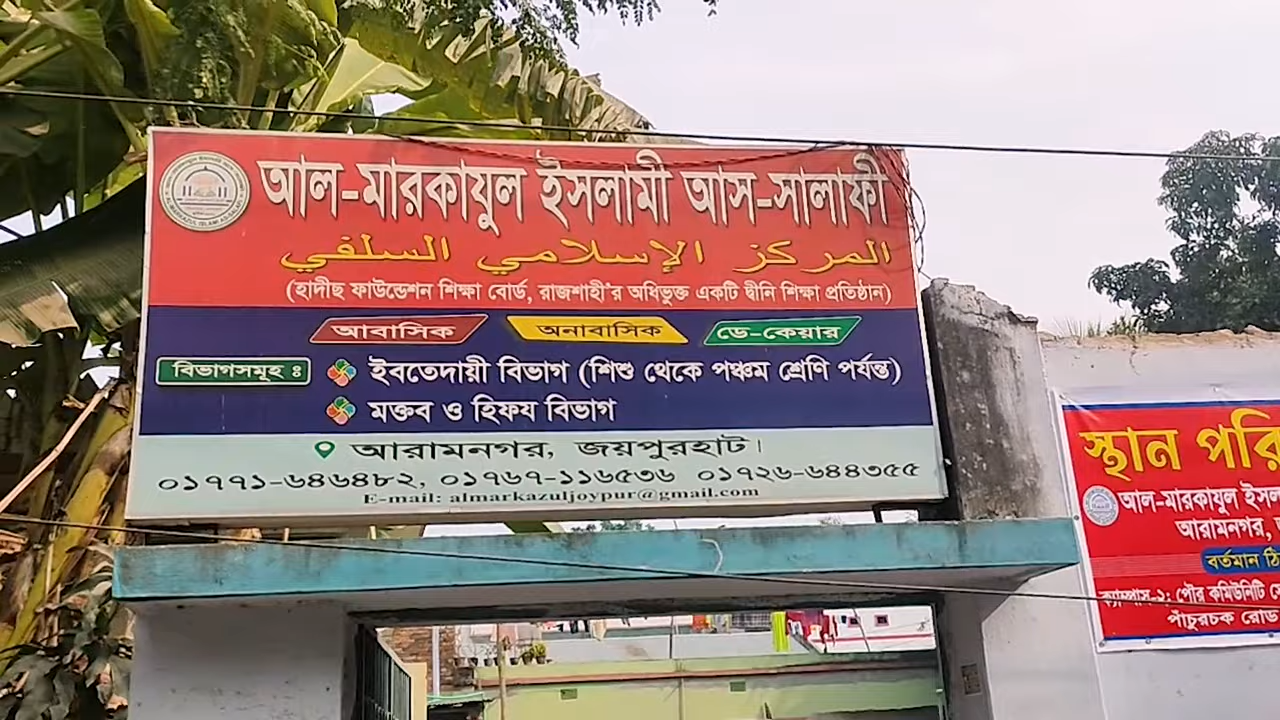 আল-মারকাযুল ইসলামী আস-সালাফী
المركز الإسلامي السلفي
(হাদীছ ফাউন্ডেশন শিক্ষা বোর্ড, রাজশাহী'র অধিভুক্ত একটি দ্বীনি শিক্ষা প্রতিষ্ঠান)
আবাসিক অনাবাসিক ডে-কেয়ার
বিভাগসমূহ ঃ
ইবতেদায়ী বিভাগ (শিশু থেকে পঞ্চম শ্রেণি পর্যন্ত)
মক্তব ও হিফয বিভাগ
আরামনগর, জয়পুরহাট।
০১৭৭১-৬৪৬৪৮২, ০১৭৬৭-১১৬৫৩৬ ০১৭২৬-৬৪৪৩৫৫
E-mail: almarkazuljoypur@gmail.com
স্থান পরি
আল-মারকাযুল ইসল
আরামনগর,
বর্তমান ঠি
ক্যাম্পাস-২: পৌর কমিউনিটি সে
পাঁচুরচক রোড